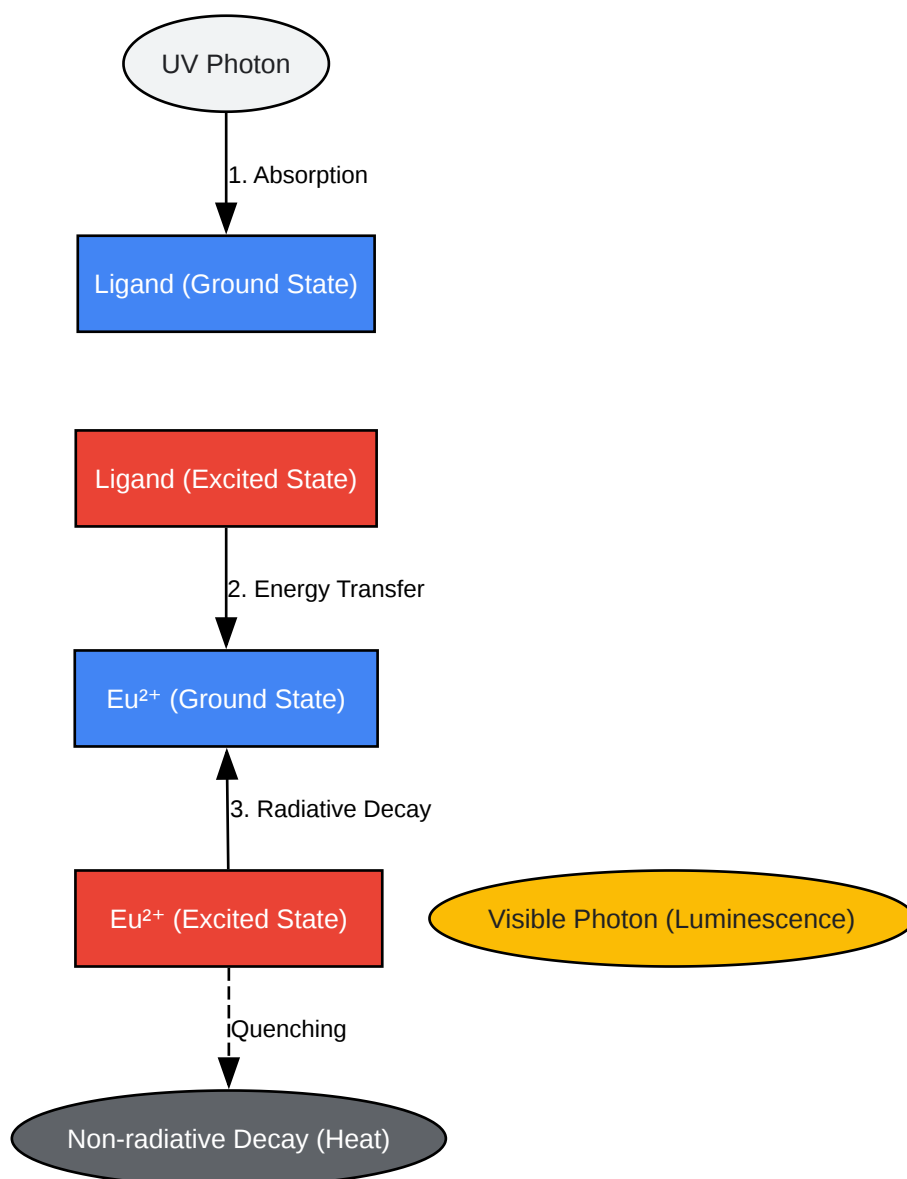 UV Photon
1. Absorption
Ligand (Ground State)
Ligand (Excited State)
2. Energy Transfer
Eu²⁺ (Ground State)
3. Radiative Decay
Eu²⁺ (Excited State)
Visible Photon (Luminescence)
Quenching
Non-radiative Decay (Heat)